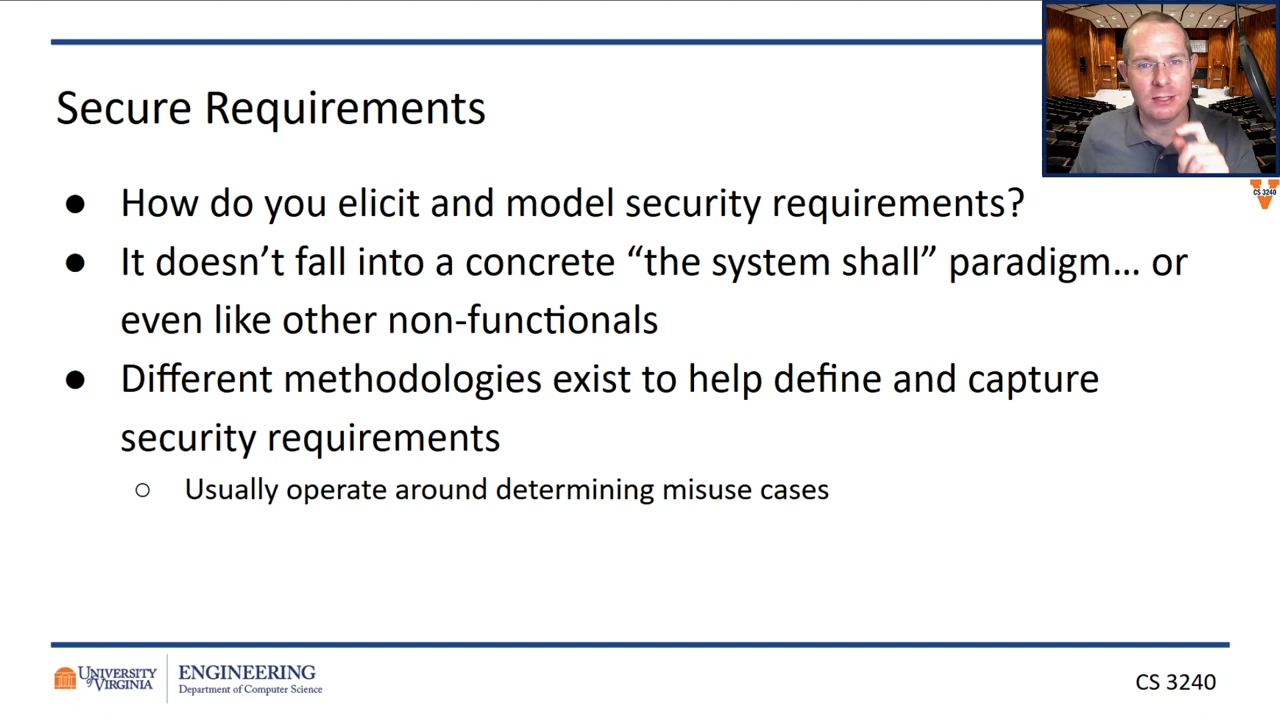 CS 3240
Secure Requirements
● How do you elicit and model security requirements?
● It doesn’t fall into a concrete “the system shall” paradigm... or
even like other non-functionals
● Different methodologies exist to help define and capture
security requirements
○ Usually operate around determining misuse cases
UNIVERSITY
of VIRGINIA
ENGINEERING
Department of Computer Science
CS 3240